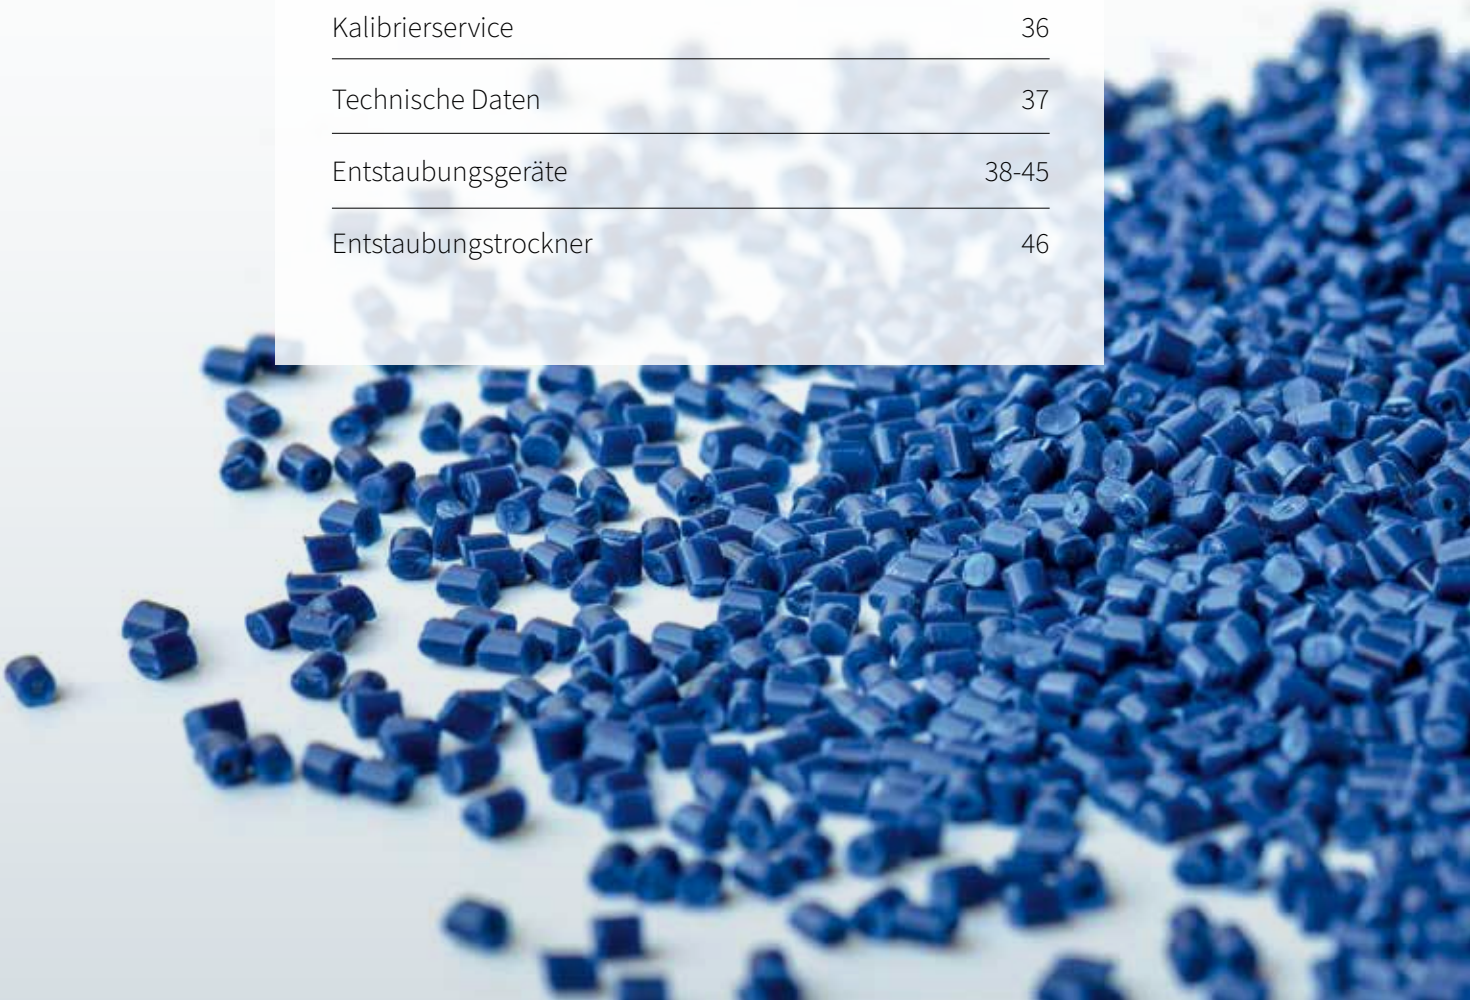 Kalibrierservice 36
Technische Daten 37
Entstaubungsgeräte 38-45
Entstaubungstrockner 46